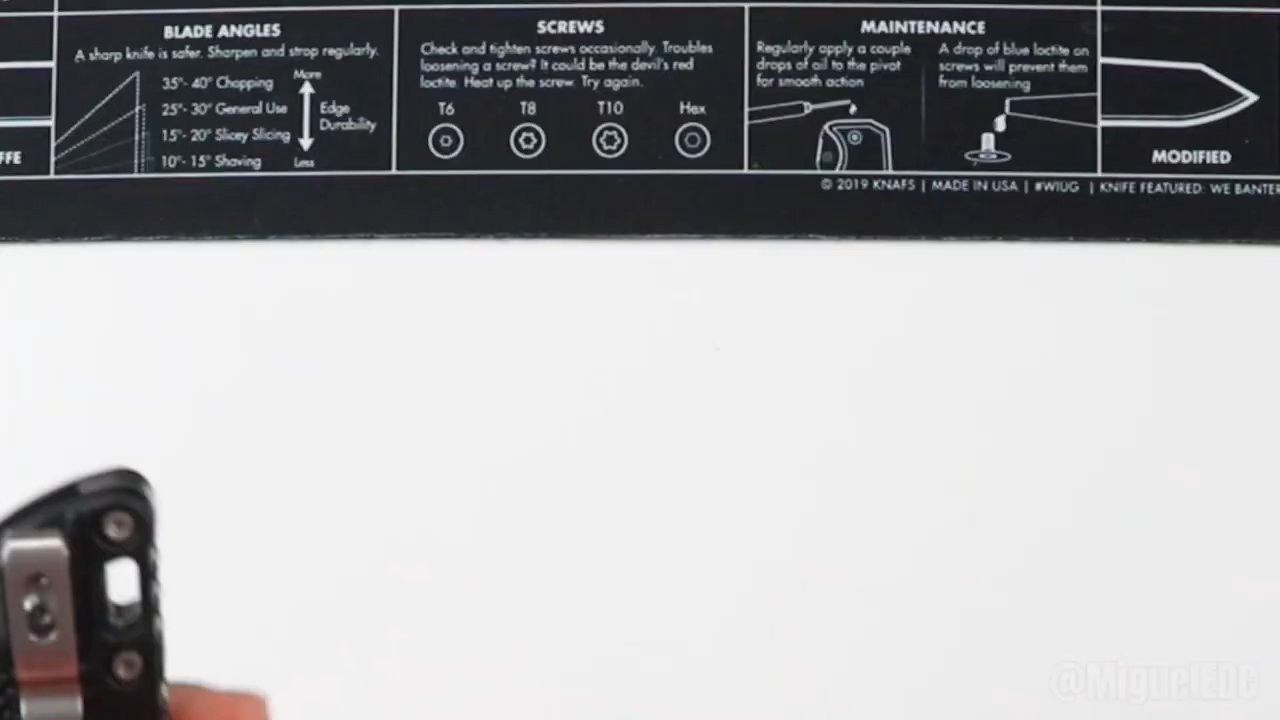 FFE
BLADE ANGLES
A sharp knife is safer. Sharpen and strop regularly.
35°- 40° Chopping
25°- 30° General Use
15°- 20° Slicey Slicing
10°- 15° Shaving
More
Edge
Durability
Less
SCREWS
Check and tighten screws occasionally. Troubles
loosening a screw? It could be the devil's red
loctite. Heat up the screw. Try again.
T6 T8 T10 Hex
MAINTENANCE
Regularly apply a couple
drops of oil to the pivot
for smooth action
A drop of blue loctite on
screws will prevent them
from loosening
MODIFIED
© 2019 KNAFS | MADE IN USA | #WIUG | KNIFE FEATURED: WE BANTER
@MiguelEDC